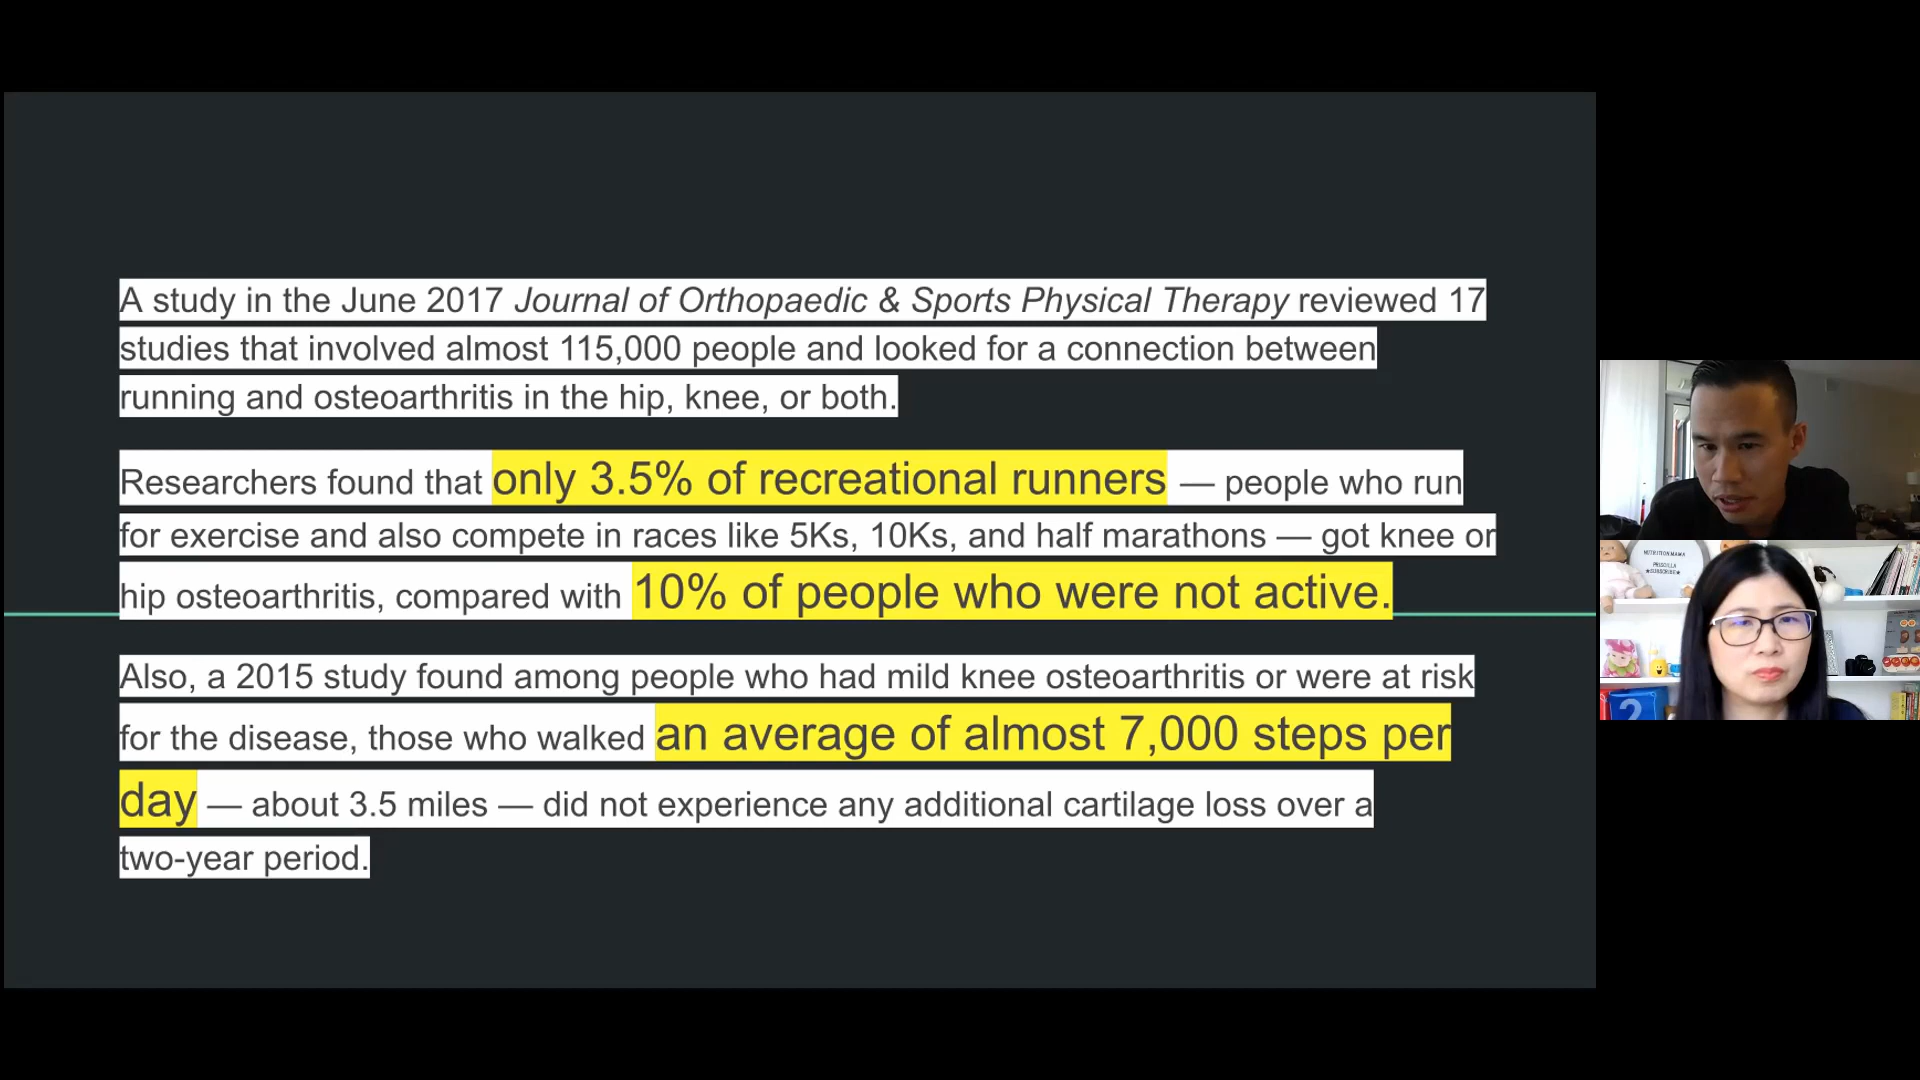 A study in the June 2017 Journal of Orthopaedic & Sports Physical Therapy reviewed 17
studies that involved almost 115,000 people and looked for a connection between
running and osteoarthritis in the hip, knee, or both.
Researchers found that only 3.5% of recreational runners — people who run
for exercise and also compete in races like 5Ks, 10Ks, and half marathons — got knee or
hip osteoarthritis, compared with 10% of people who were not active.
Also, a 2015 study found among people who had mild knee osteoarthritis or were at risk
for the disease, those who walked an average of almost 7,000 steps per
day — about 3.5 miles — did not experience any additional cartilage loss over a
two-year period.
NUTRITION MAMA
PRISCILLA
★SUBSCRIBE★
2